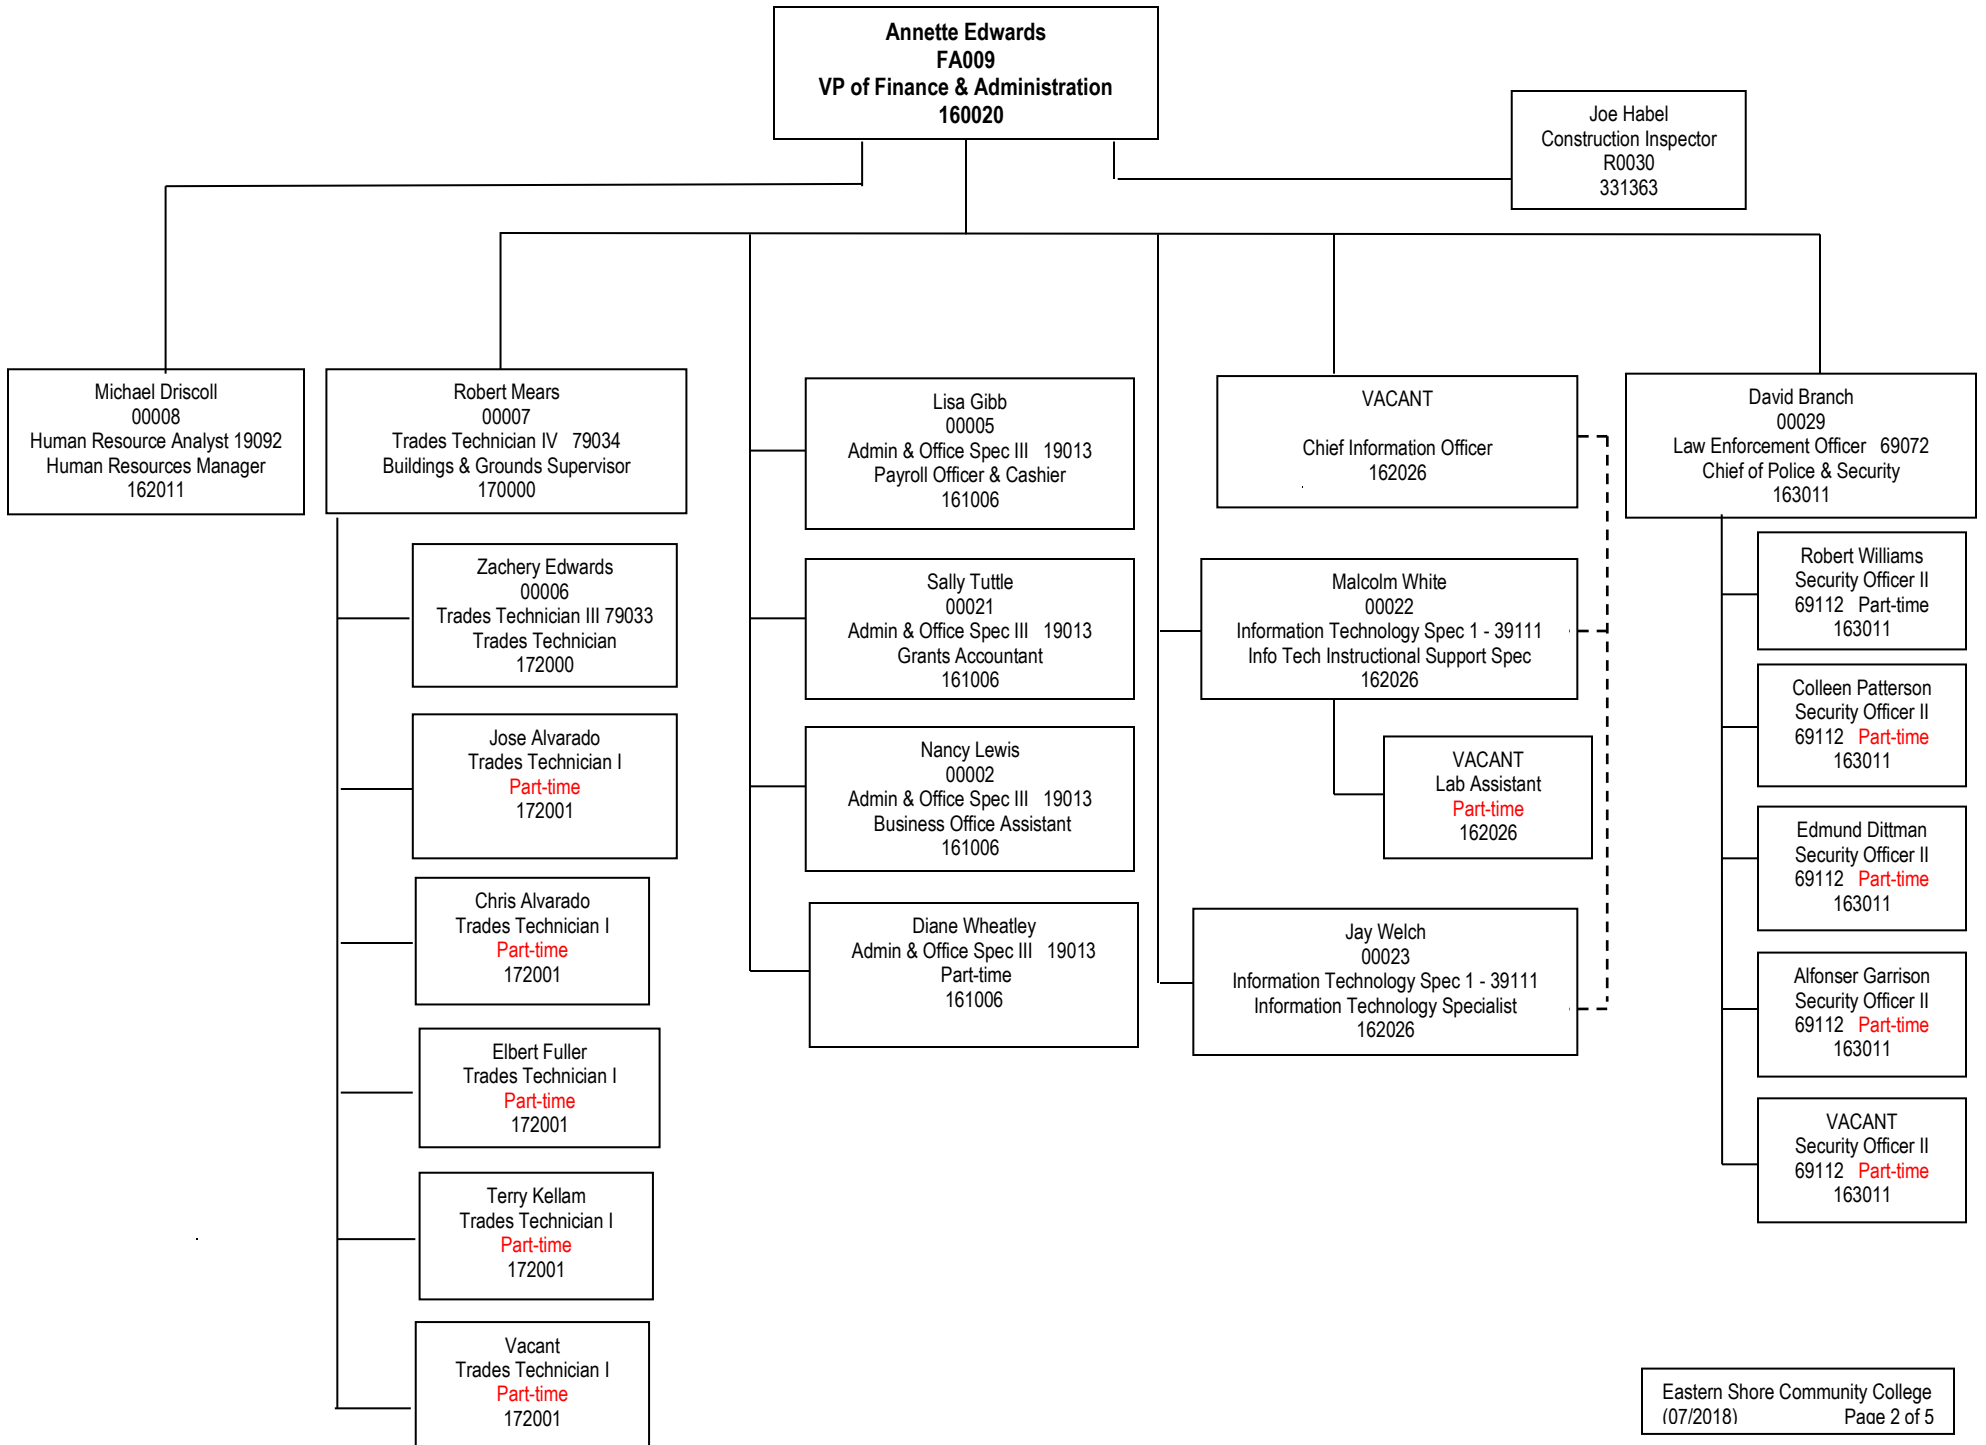 Annette Edwards
FA009
VP of Finance & Administration
160020
Joe Habel
Construction Inspector
R0030
331363
Michael Driscoll
00008
Human Resource Analyst 19092
Human Resources Manager
162011
Robert Mears
00007
Trades Technician IV 79034
Buildings & Grounds Supervisor
170000
Zachery Edwards
00006
Trades Technician III 79033
Trades Technician
172000
Jose Alvarado
Trades Technician I
Part-time
172001
Chris Alvarado
Trades Technician I
Part-time
172001
Elbert Fuller
Trades Technician I
Part-time
172001
Terry Kellam
Trades Technician I
Part-time
172001
Vacant
Trades Technician I
Part-time
172001
Lisa Gibb
00005
Admin & Office Spec III 19013
Payroll Officer & Cashier
161006
Sally Tuttle
00021
Admin & Office Spec III 19013
Grants Accountant
161006
Nancy Lewis
00002
Admin & Office Spec III 19013
Business Office Assistant
161006
Diane Wheatley
Admin & Office Spec III 19013
Part-time
161006
VACANT
Chief Information Officer
162026
Malcolm White
00022
Information Technology Spec 1 - 39111
Info Tech Instructional Support Spec
162026
VACANT
Lab Assistant
Part-time
162026
Jay Welch
00023
Information Technology Spec 1 - 39111
Information Technology Specialist
162026
David Branch
00029
Law Enforcement Officer 69072
Chief of Police & Security
163011
Robert Williams
Security Officer II
69112 Part-time
163011
Colleen Patterson
Security Officer II
69112 Part-time
163011
Edmund Dittman
Security Officer II
69112 Part-time
163011
Alfonser Garrison
Security Officer II
69112 Part-time
163011
VACANT
Security Officer II
69112 Part-time
163011
Eastern Shore Community College
(07/2018) Page 2 of 5